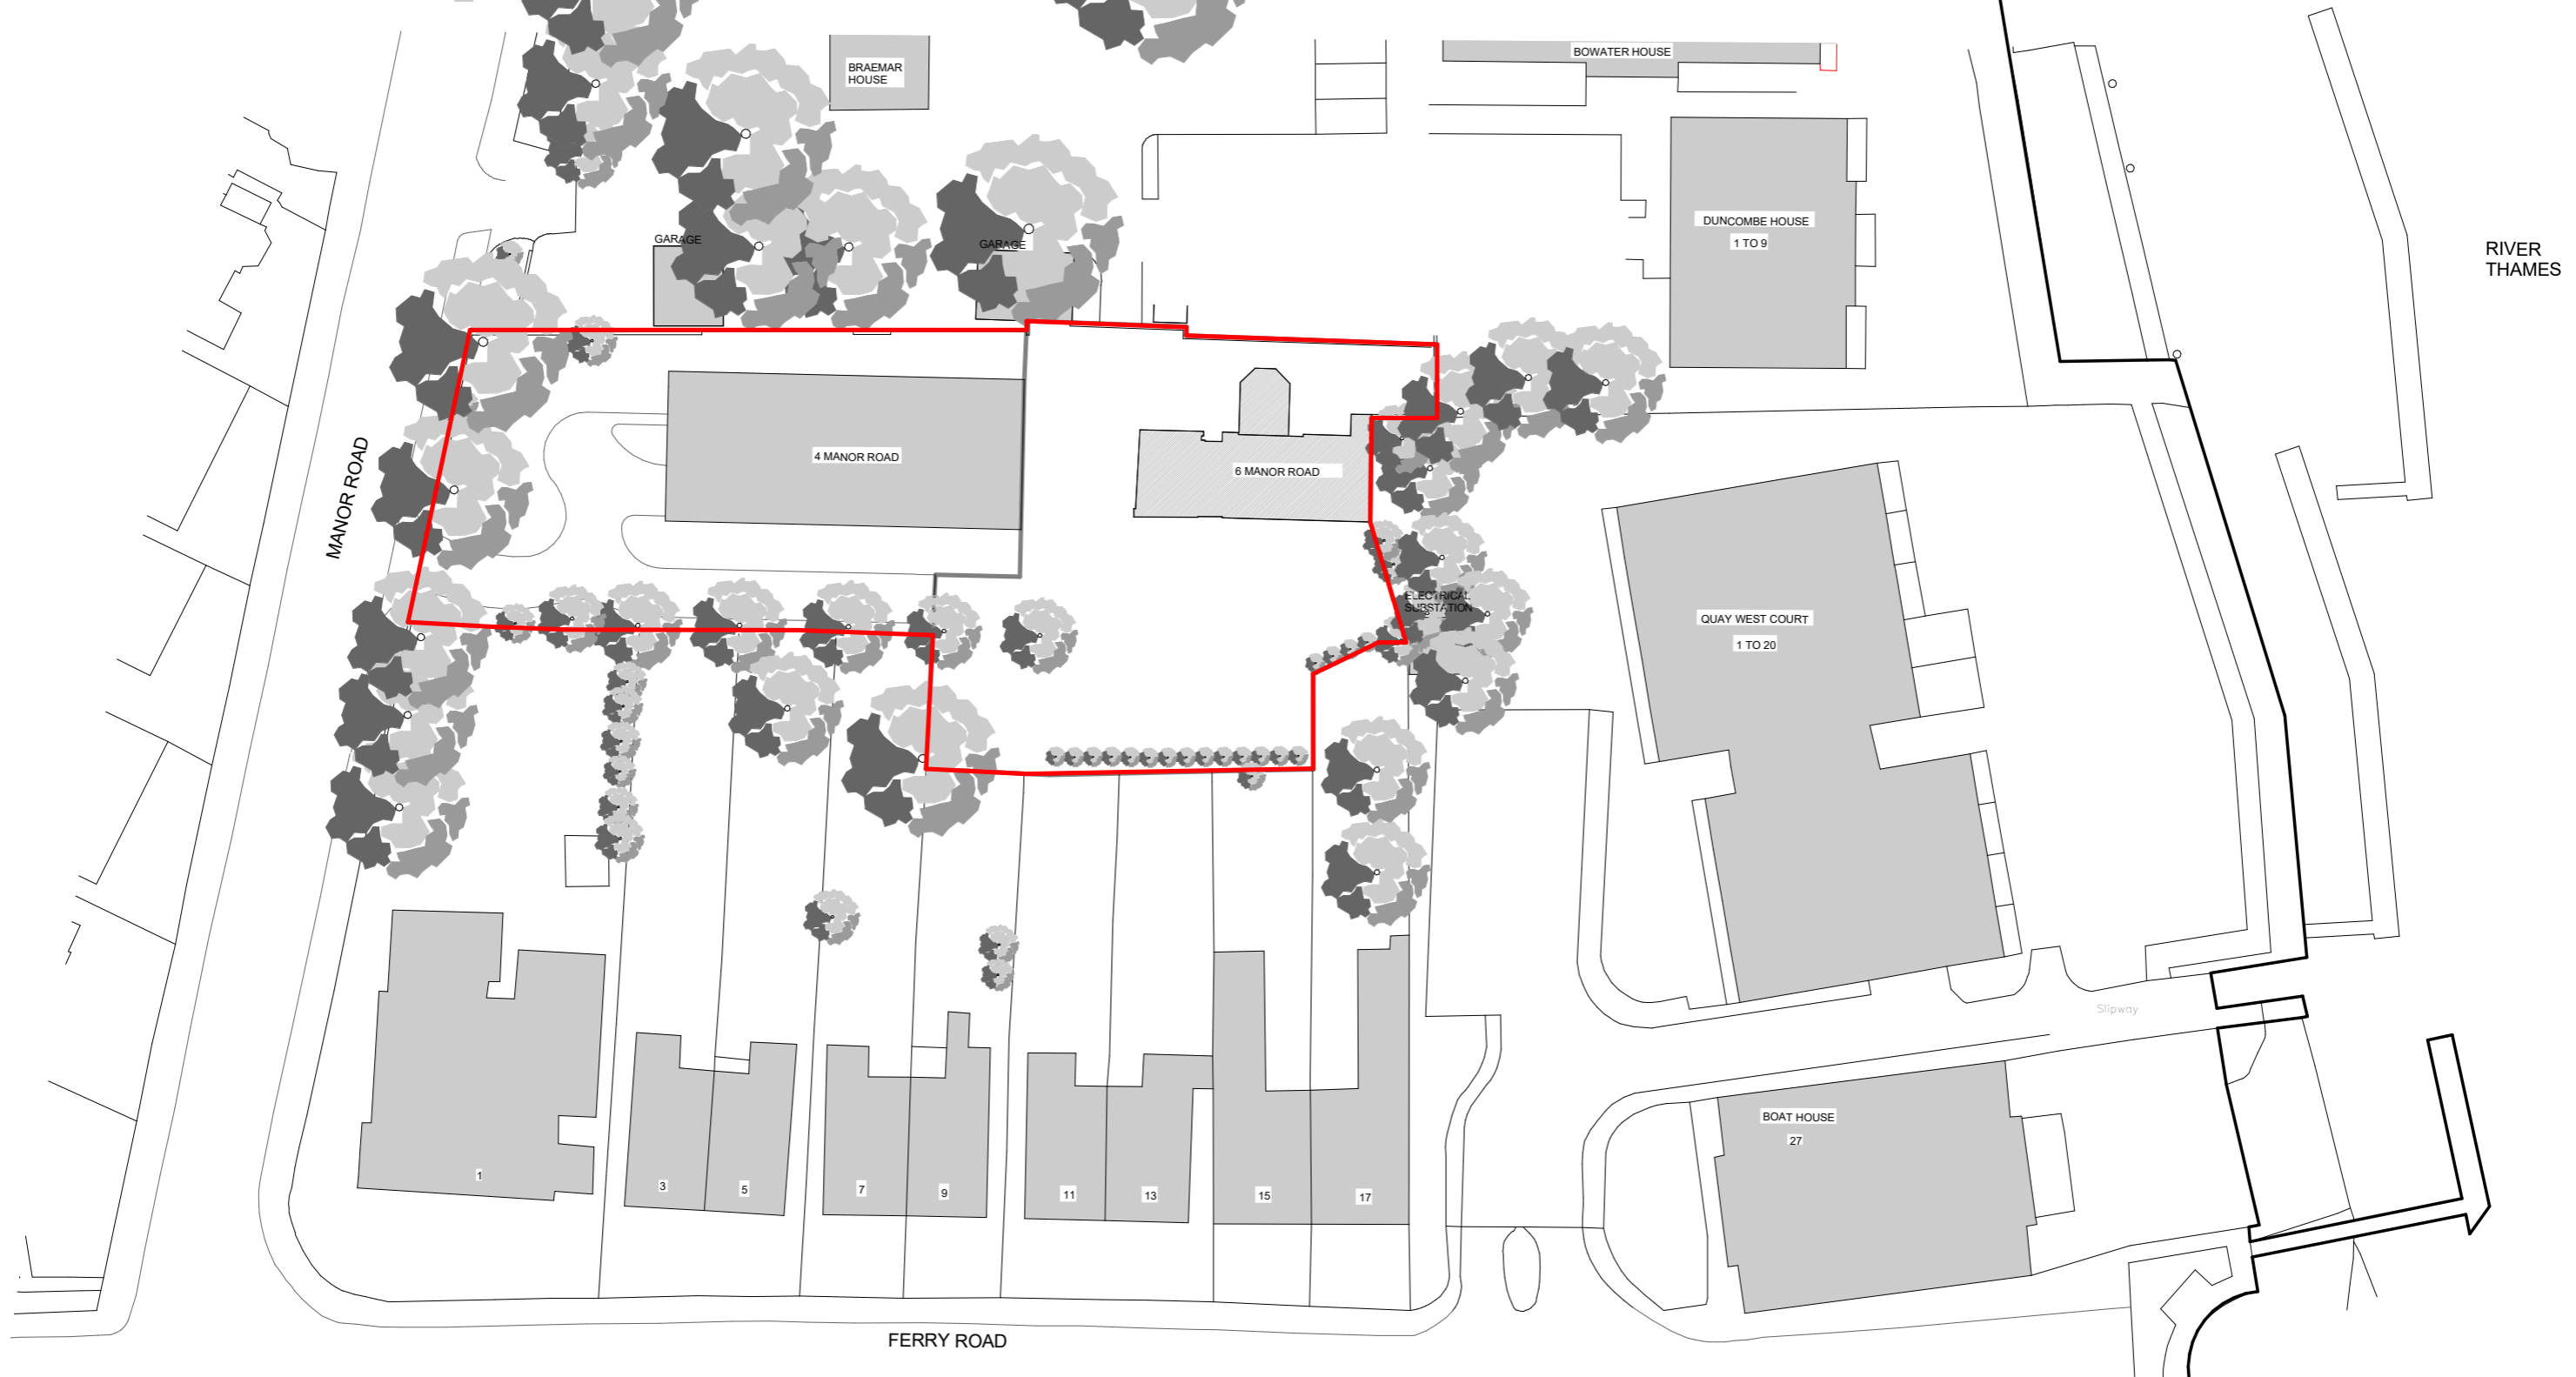 BOWATER HOUSE
BRAEMAR
HOUSE
DUNCOMBE HOUSE
1 TO 9
GARAGE
GARAGE
RIVER
THAMES
MANOR ROAD
4 MANOR ROAD
6 MANOR ROAD
ELECTRICAL
SUBSTATION
QUAY WEST COURT
1 TO 20
Slipway
BOAT HOUSE
27
1
3
5
7
9
11
13
15
17
FERRY ROAD